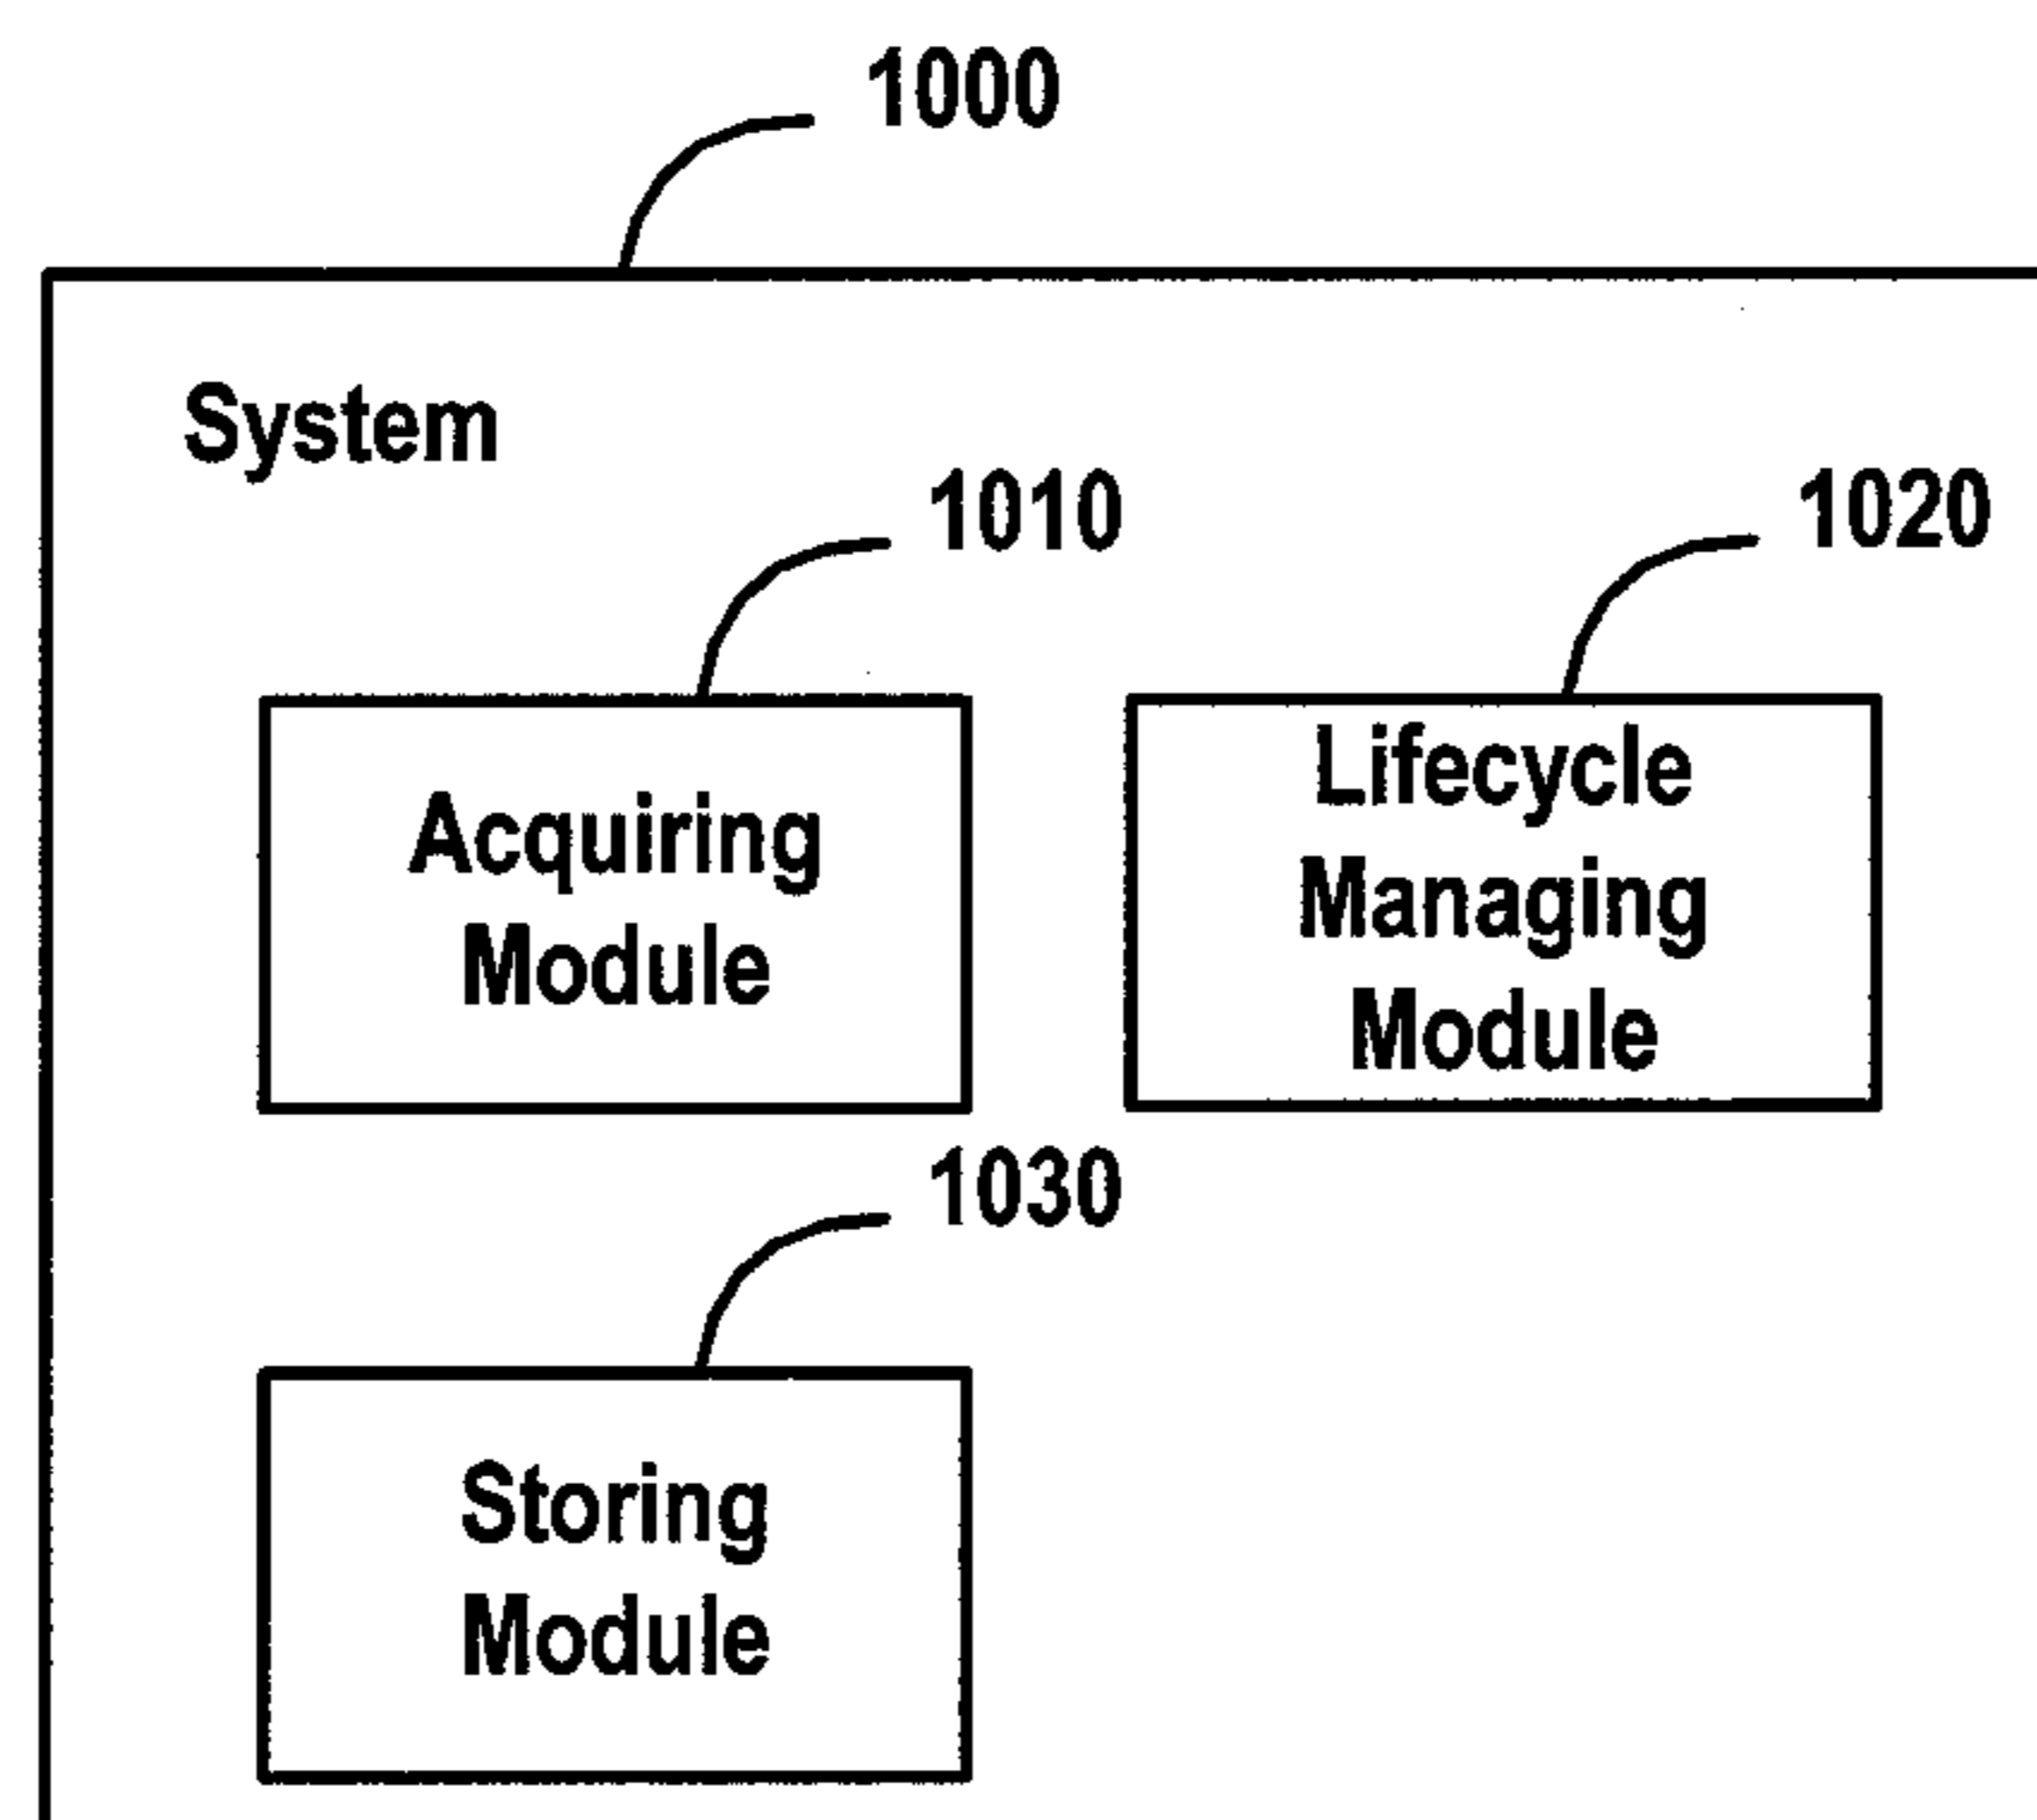 1000
System
1010
1020
Acquiring
Module
Lifecycle
Managing
Module
1030
Storing
Module